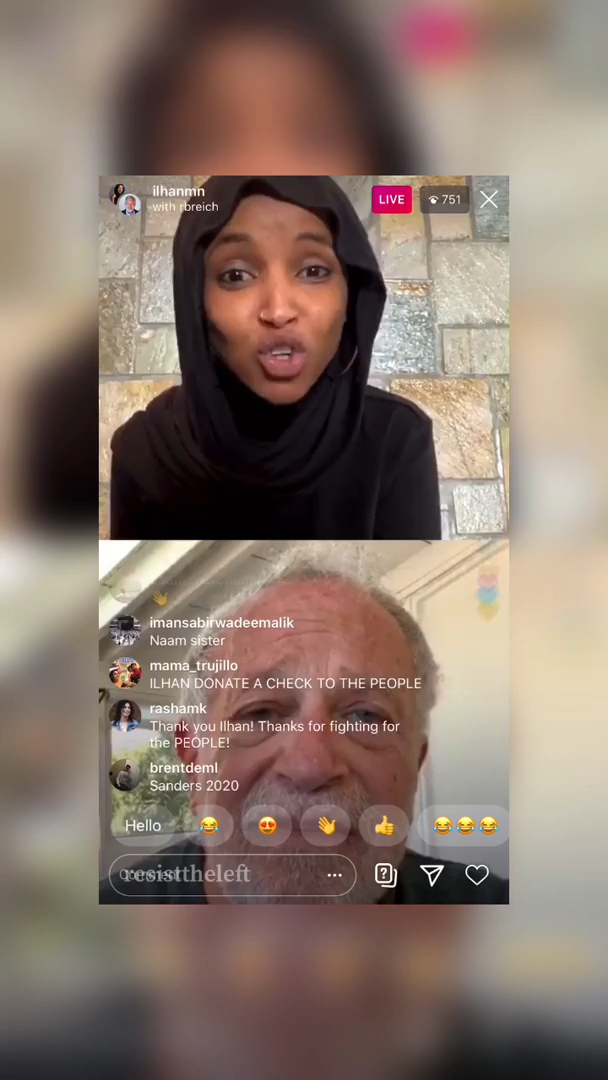 ilhanmn
with rbreich
LIVE
751
imansabirwadeemalik
Naam sister
mama_trujillo
ILHAN DONATE A CHECK TO THE PEOPLE
rashamk
Thank you Ilhan! Thanks for fighting for
the PEOPLE!
brentdeml
Sanders 2020
Hello
Comment
resisttheleft